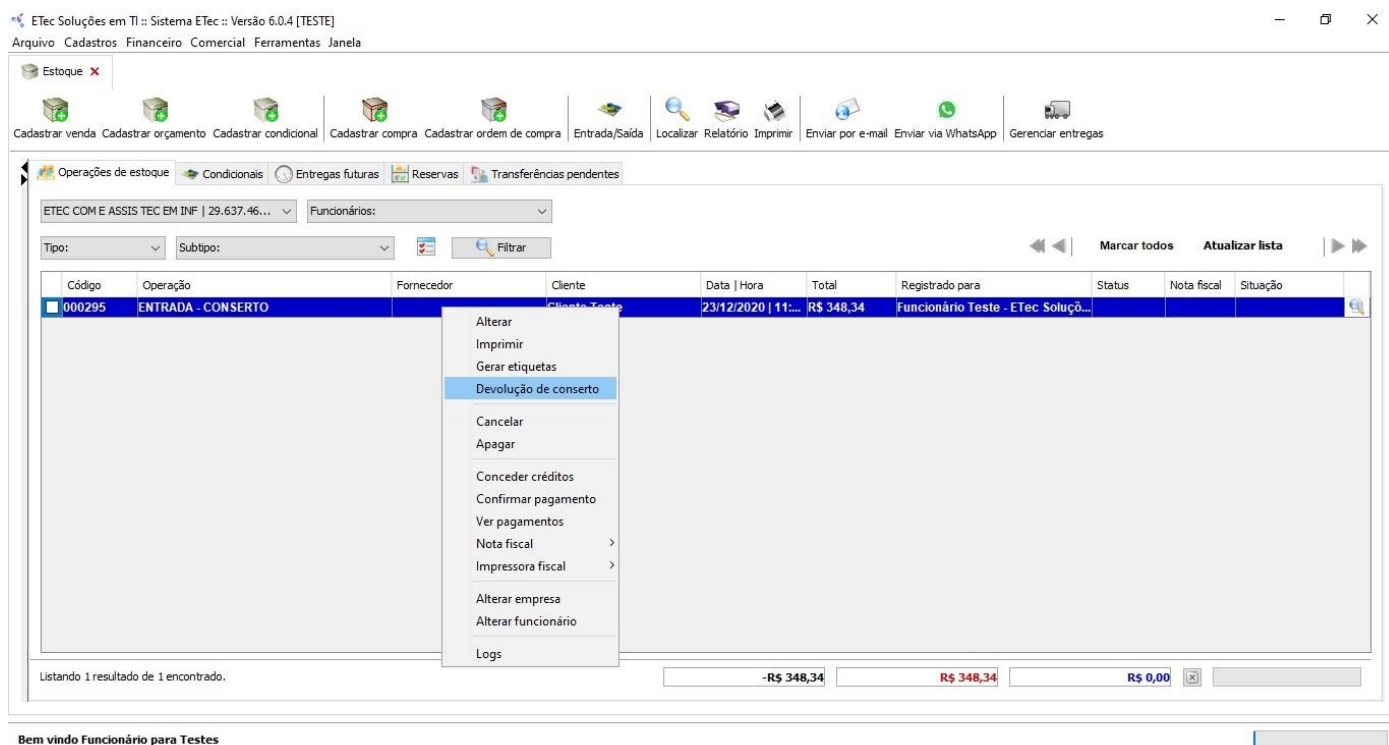 ETec Soluções em TI :: Sistema ETec :: Versão 6.0.4 [TESTE]
Arquivo Cadastros Financeiro Comercial Ferramentas Janela
Estoque
Cadastrar venda Cadastrar orçamento Cadastrar condicional Cadastrar compra Cadastrar ordem de compra Entrada/Saída Localizar Relatório Imprimir Enviar por e-mail Enviar via WhatsApp Gerenciar entregas
Operações de estoque Condicionais Entregas futuras Reservas Transferências pendentes
ETEC COM E ASSIS TEC EM INF | 29.637.46... Funcionários:
Tipo: Subtipo: Filtrar Marcar todos Atualizar lista
Código Operação Fornecedor Cliente Data | Hora Total Registrado para Status Nota fiscal Situação
000295 ENTRADA - CONSERTO Cliente Teste 23/12/2020 | 11:... R$ 348,34 Funcionário Teste - ETec Soluçõ...
Alterar
Imprimir
Gerar etiquetas
Devolução de conserto
Cancelar
Apagar
Conceder créditos
Confirmar pagamento
Ver pagamentos
Nota fiscal
Impressora fiscal
Alterar empresa
Alterar funcionário
Logs
Listando 1 resultado de 1 encontrado. -R$ 348,34 R$ 348,34 R$ 0,00
Bem vindo Funcionário para Testes